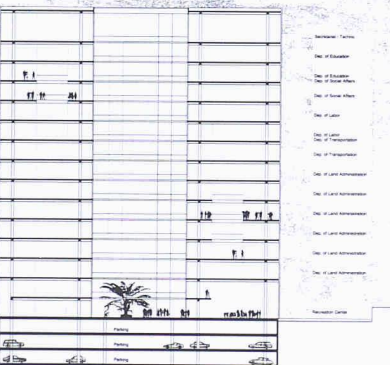 Secretariat - Technic
Dep. of Education
Dep. of Education
Dep. of Social Affairs
Dep. of Social Affairs
Dep. of Labor
Dep. of Labor
Dep. of Transportation
Dep. of Transportation
Dep. of Land Administration
Dep. of Land Administration
Dep. of Land Administration
Dep. of Land Administration
Dep. of Land Administration
Dep. of Land Administration
Recreation Center
Parking
Parking
Parking